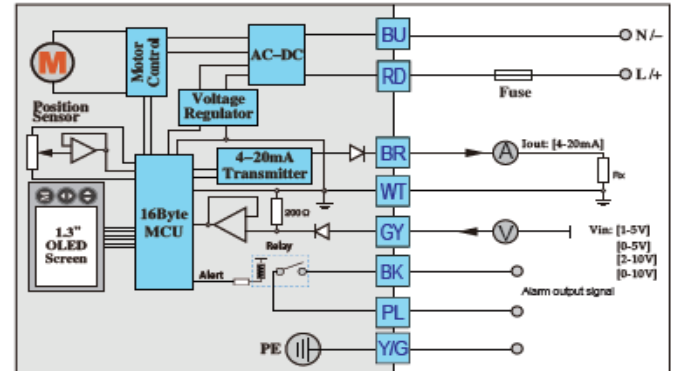 M
Motor
Control
AC–DC
BU
N /–
RD
L /+
Fuse
Voltage
Regulator
Position
Sensor
4–20mA
Transmitter
BR
A
Iout: [4-20mA]
Rx
WT
16Byte
MCU
200Ω
GY
V
Vin: [1-5V]
[0-5V]
[2-10V]
[0-10V]
M
1.3"
OLED
Screen
Relay
Alert
BK
Alarm output signal
PL
PE
Y/G